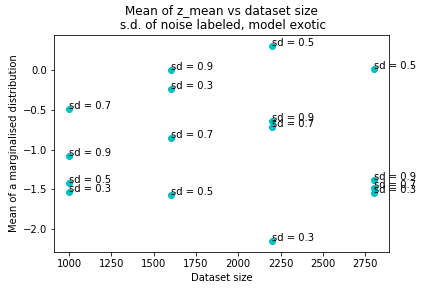 Mean of z_mean vs dataset size
s.d. of noise labeled, model exotic
Mean of a marginalised distribution
0.0
−0.5
−1.0
−1.5
−2.0
sd = 0.7
sd = 0.9
sd = 0.5
sd = 0.3
sd = 0.9
sd = 0.3
sd = 0.7
sd = 0.5
sd = 0.5
sd = 0.9
sd = 0.7
sd = 0.3
sd = 0.5
sd = 0.9
sd = 0.7
sd = 0.3
1000 1250 1500 1750 2000 2250 2500 2750
Dataset size